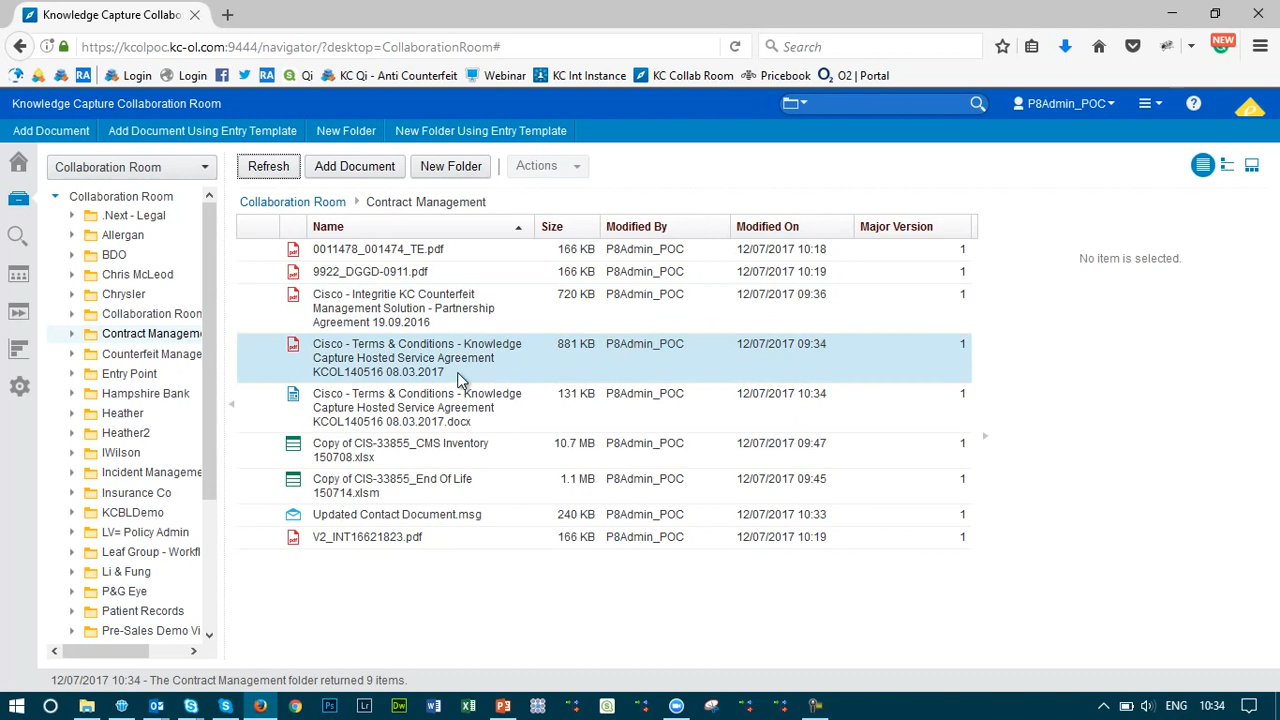 Knowledge Capture Collabo
https://kcolpoc.kc-ol.com:9444/navigator/?desktop=CollaborationRoom#
Search
NEW
RA
Login
Login
RA
Qi
KC Qi - Anti Counterfeit
Webinar
KC Int Instance
KC Collab Room
Pricebook
O2 | Portal
Knowledge Capture Collaboration Room
P8Admin_POC
Add Document
Add Document Using Entry Template
New Folder
New Folder Using Entry Template
Collaboration Room
Refresh
Add Document
New Folder
Actions
Collaboration Room
.Next - Legal
Allergan
BDO
Chris McLeod
Chrysler
Collaboration Room
Contract Managem
Counterfeit Manage
Entry Point
Hampshire Bank
Heather
Heather2
IWilson
Incident Manageme
Insurance Co
KCBLDemo
LV= Policy Admin
Leaf Group - Workfl
Li & Fung
P&G Eye
Patient Records
Pre-Sales Demo Vi
Collaboration Room Contract Management
Name Size Modified By Modified On Major Version
0011478_001474_TE.pdf 166 KB P8Admin_POC 12/07/2017 10:18 1
9922_DGGD-0911.pdf 166 KB P8Admin_POC 12/07/2017 10:19 1
Cisco - Integritie KC Counterfeit 720 KB P8Admin_POC 12/07/2017 09:36 1
Management Solution - Partnership
Agreement 19.09.2016
Cisco - Terms & Conditions - Knowledge 881 KB P8Admin_POC 12/07/2017 09:34 1
Capture Hosted Service Agreement
KCOL140516 08.03.2017
Cisco - Terms & Conditions - Knowledge 131 KB P8Admin_POC 12/07/2017 10:34 1
Capture Hosted Service Agreement
KCOL140516 08.03.2017.docx
Copy of CIS-33855_CMS Inventory 10.7 MB P8Admin_POC 12/07/2017 09:47 1
150708.xlsx
Copy of CIS-33855_End Of Life 1.1 MB P8Admin_POC 12/07/2017 09:45 1
150714.xlsm
Updated Contact Document.msg 240 KB P8Admin_POC 12/07/2017 10:33 1
V2_INT16621823.pdf 166 KB P8Admin_POC 12/07/2017 10:19 1
No item is selected.
12/07/2017 10:34 - The Contract Management folder returned 9 items.
ENG
10:34